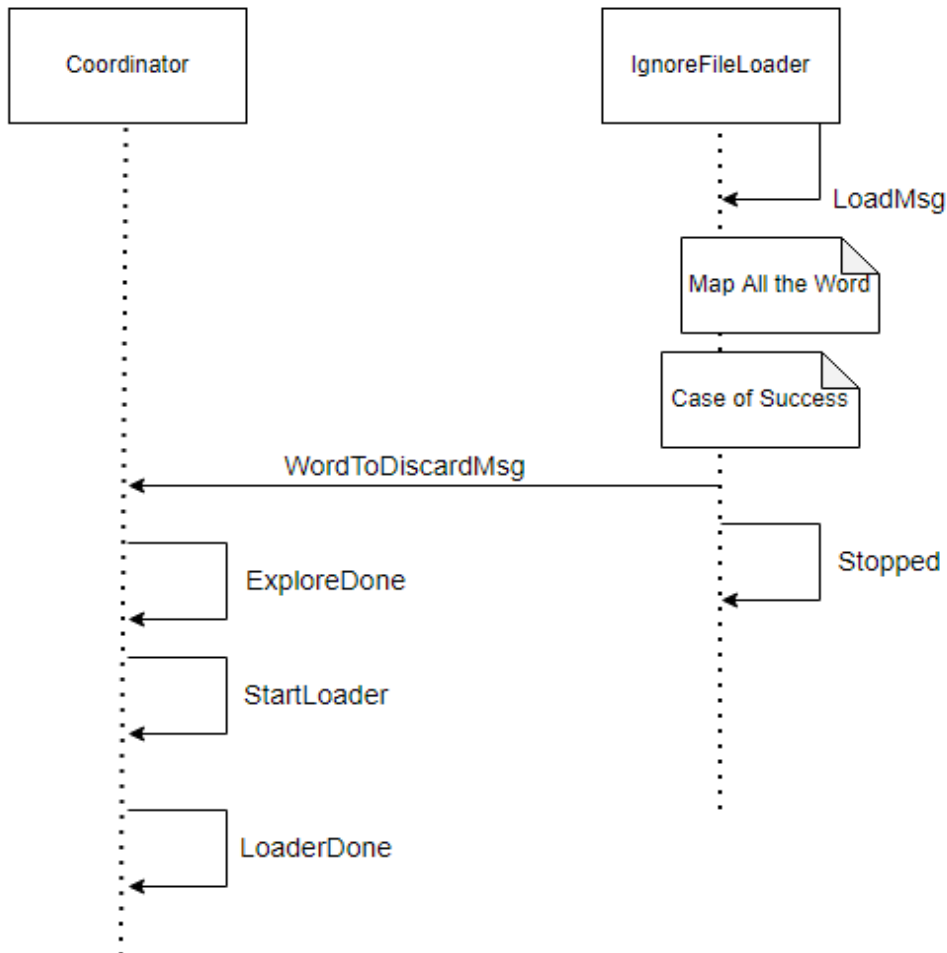 Coordinator
IgnoreFileLoader
LoadMsg
Map All the Word
Case of Success
WordToDiscardMsg
Stopped
ExploreDone
StartLoader
LoaderDone